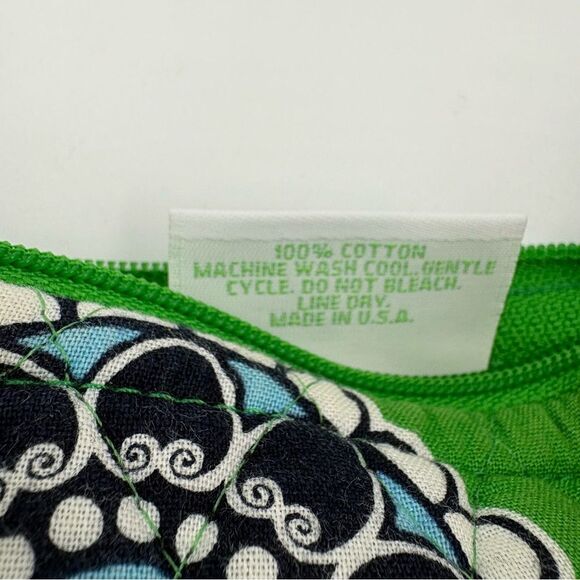 100% COTTON
MACHINE WASH COOL. GENTLE
CYCLE. DO NOT BLEACH.
LINE DRY.
MADE IN U.S.A.